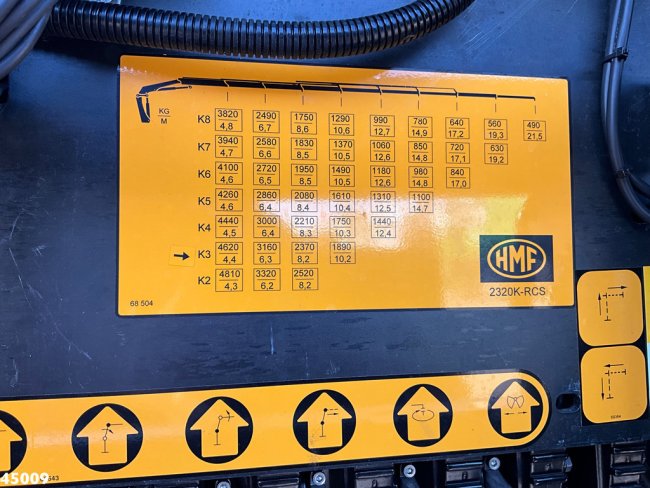 KG
M
K8 3820 2490 1750 1290 990 780 640 560 490
4,8 6,7 8,6 10,6 12,7 14,9 17,2 19,3 21,5
K7 3940 2580 1830 1370 1060 850 720 630
4,7 6,6 8,5 10,5 12,6 14,8 17,1 19,2
K6 4100 2720 1950 1490 1180 980 840
4,6 6,5 8,5 10,5 12,6 14,8 17,0
K5 4260 2860 2080 1610 1310 1100
4,6 6,4 8,4 10,4 12,5 14,7
K4 4440 3000 2210 1750 1440
4,5 6,4 8,3 10,3 12,4
K3 4620 3160 2370 1890
4,4 6,3 8,2 10,2
K2 4810 3320 2520
4,3 6,2 8,2
HMF
2320K-RCS
68 504
45009